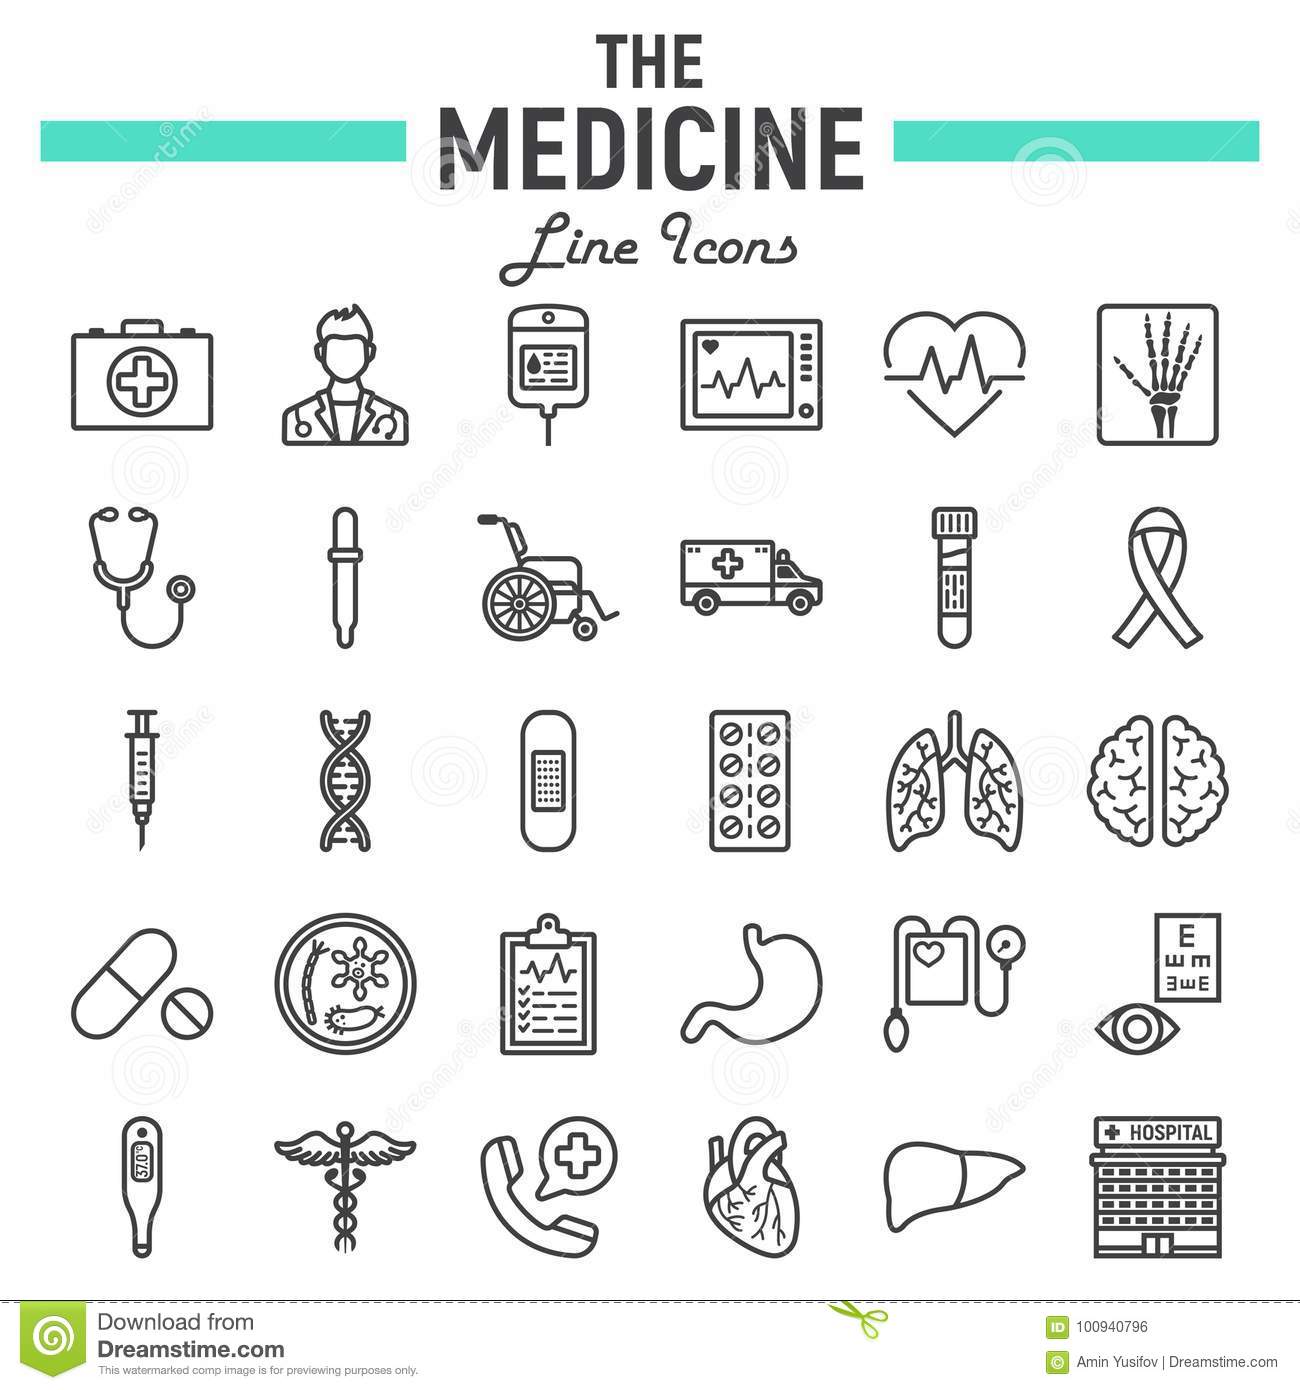 THE
MEDICINE
Line Icons
37.0°C
HOSPITAL
E
E E
E E E
Download from
Dreamstime.com
This watermarked comp image is for previewing purposes only.
ID 100940796
© Amin Yusifov | Dreamstime.com